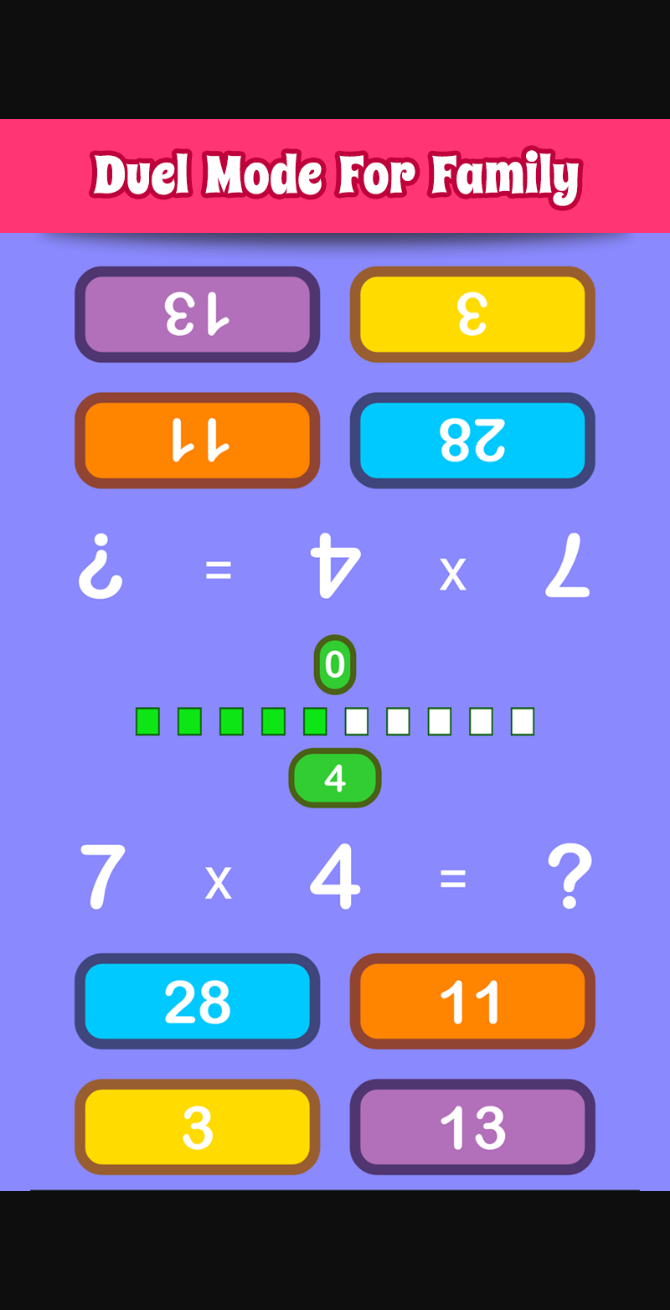 Duel Mode For Family
13 3
11 28
? = 4 x 7
0
4
7 x 4 = ?
28 11
3 13